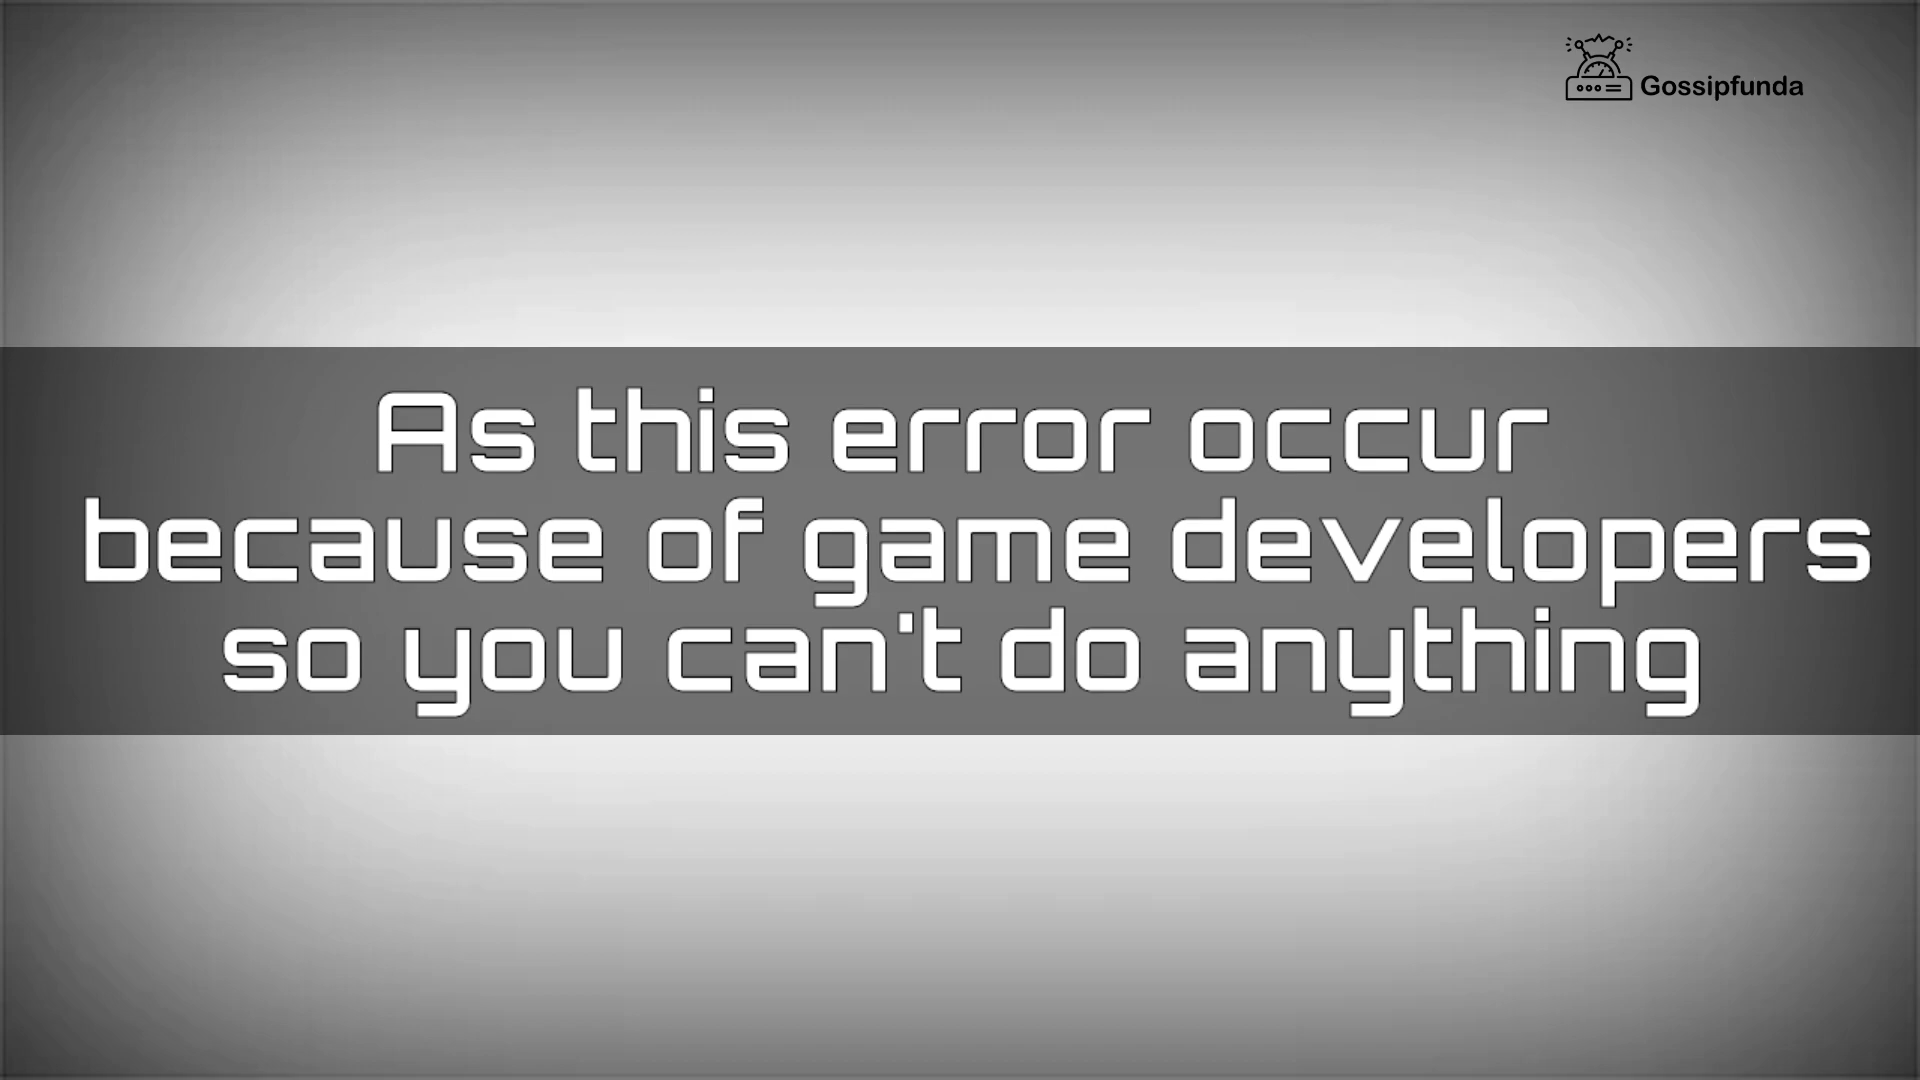 Gossipfunda
As this error occur
because of game developers
so you can't do anything